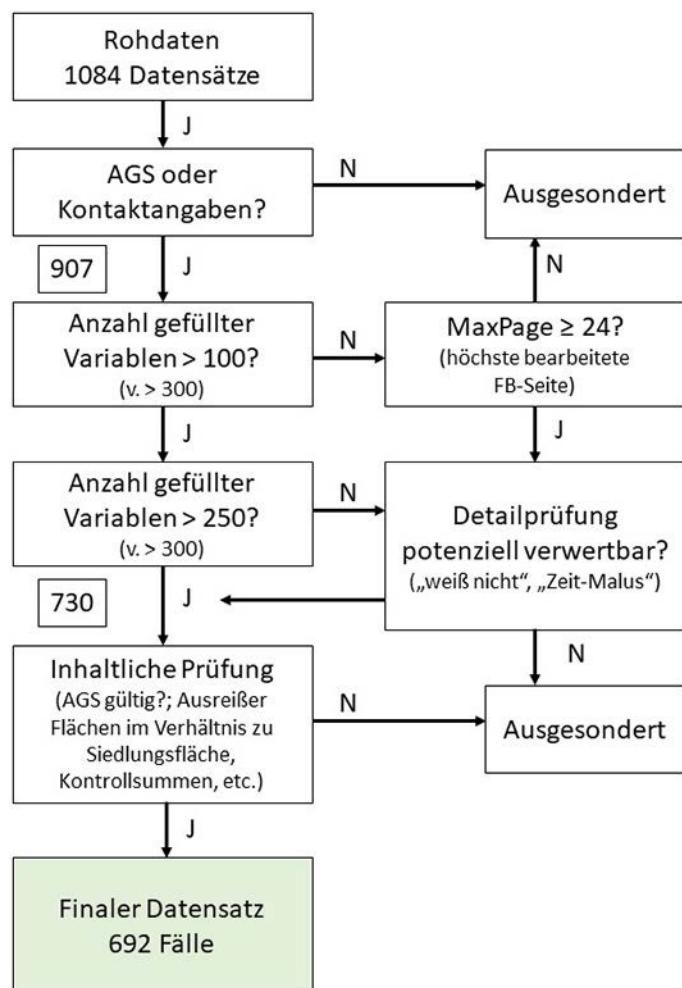 Rohdaten
1084 Datensätze
J
AGS oder
Kontaktangaben?
N
Ausgesondert
907
J
N
Anzahl gefüllter
Variablen > 100?
(v. > 300)
N
MaxPage ≥ 24?
(höchste bearbeitete
FB-Seite)
J
J
Anzahl gefüllter
Variablen > 250?
(v. > 300)
N
Detailprüfung
potenziell verwertbar?
(„weiß nicht“, „Zeit-Malus“)
730
J
N
Inhaltliche Prüfung
(AGS gültig?; Ausreißer
Flächen im Verhältnis zu
Siedlungsfläche,
Kontrollsummen, etc.)
N
Ausgesondert
J
Finaler Datensatz
692 Fälle